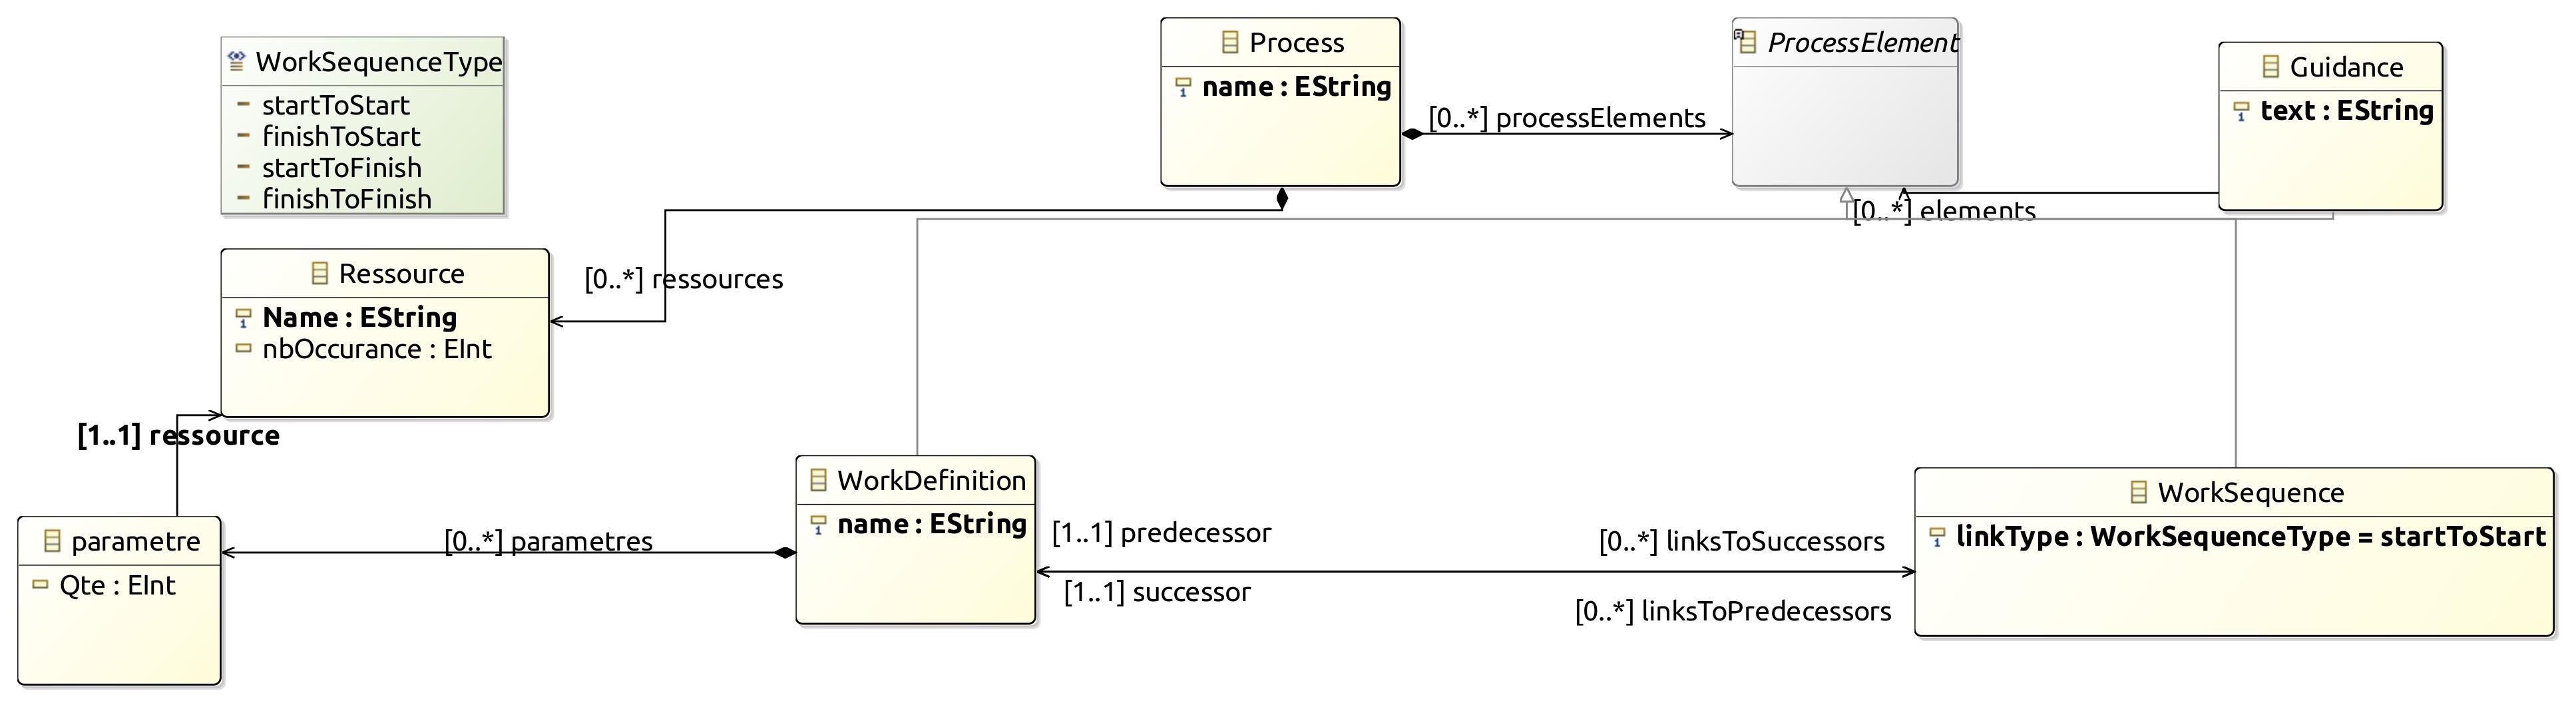 WorkSequenceType
startToStart
finishToStart
startToFinish
finishToFinish
Process
name : EString
[0..*] processElements
ProcessElement
Guidance
text : EString
[0..*] elements
Ressource
Name : EString
nbOccurance : EInt
[0..*] ressources
[1..1] ressource
parametre
Qte : EInt
[0..*] parametres
WorkDefinition
name : EString
[1..1] predecessor
[1..1] successor
[0..*] linksToSuccessors
[0..*] linksToPredecessors
WorkSequence
linkType : WorkSequenceType = startToStart